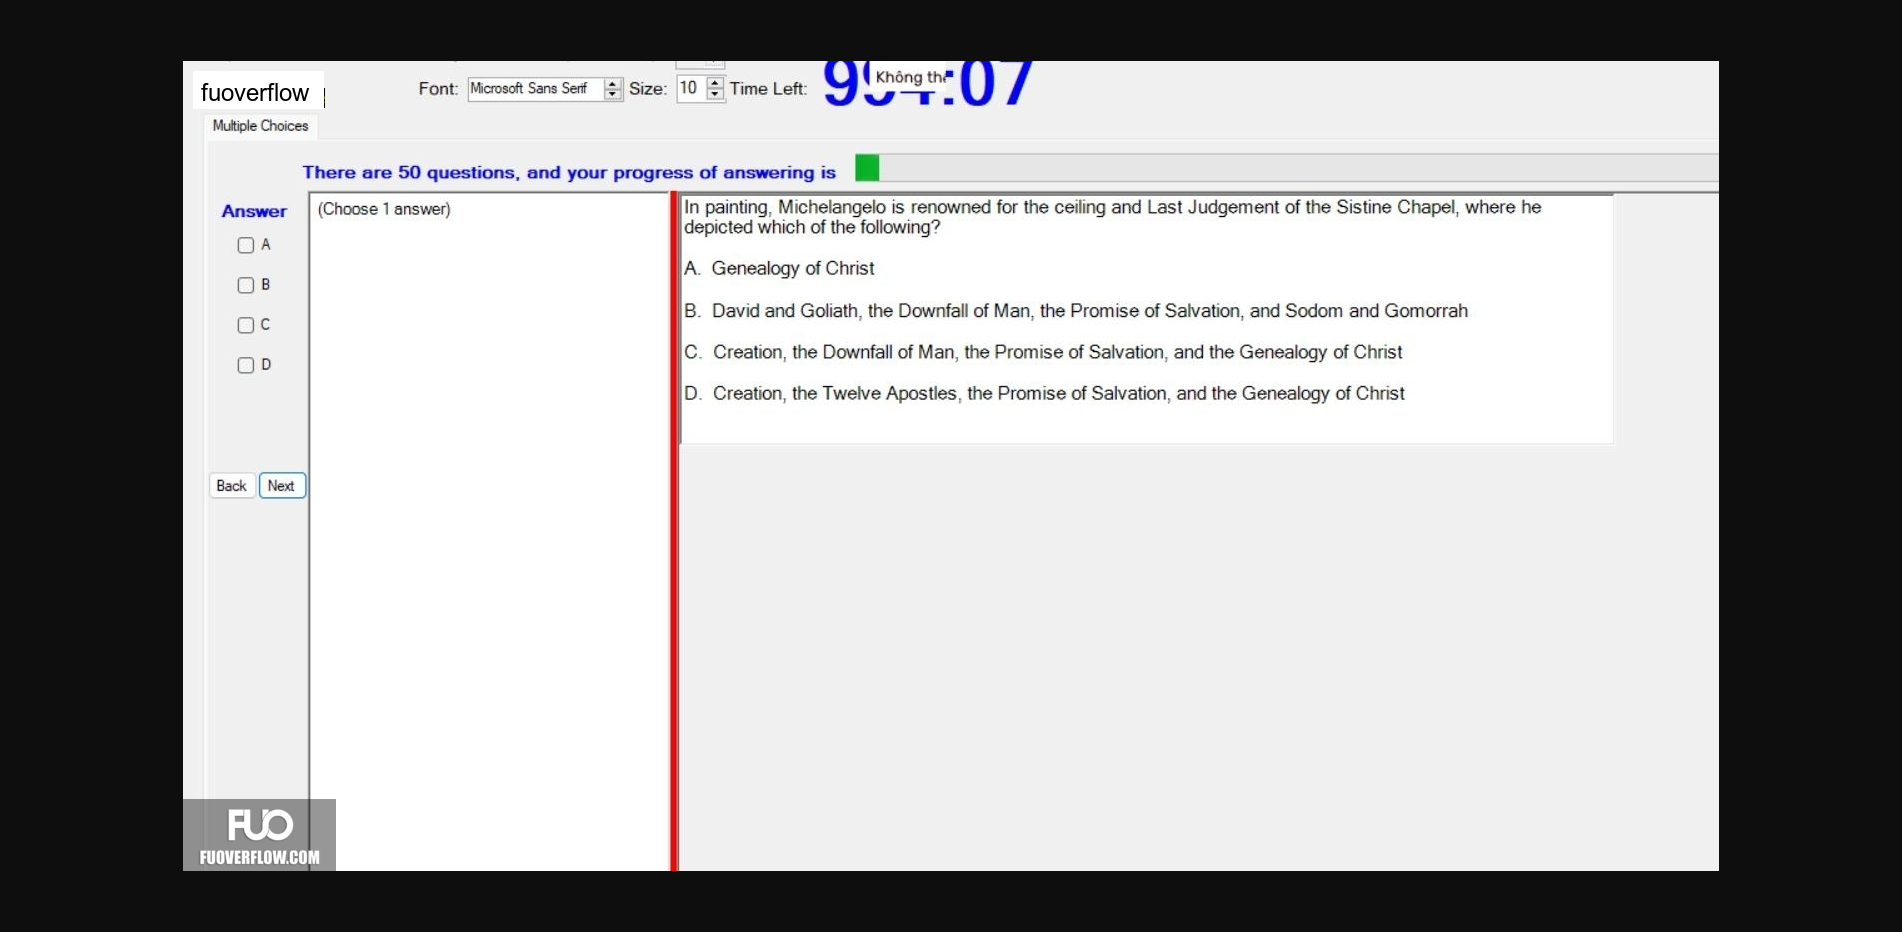 fuoverflow
Font: Microsoft Sans Serif Size: 10 Time Left: :07
Không
Multiple Choices
There are 50 questions, and your progress of answering is
Answer
(Choose 1 answer)
A
B
C
D
Back Next
In painting, Michelangelo is renowned for the ceiling and Last Judgement of the Sistine Chapel, where he
depicted which of the following?
A. Genealogy of Christ
B. David and Goliath, the Downfall of Man, the Promise of Salvation, and Sodom and Gomorrah
C. Creation, the Downfall of Man, the Promise of Salvation, and the Genealogy of Christ
D. Creation, the Twelve Apostles, the Promise of Salvation, and the Genealogy of Christ
FUO
FUOVERFLOW.COM